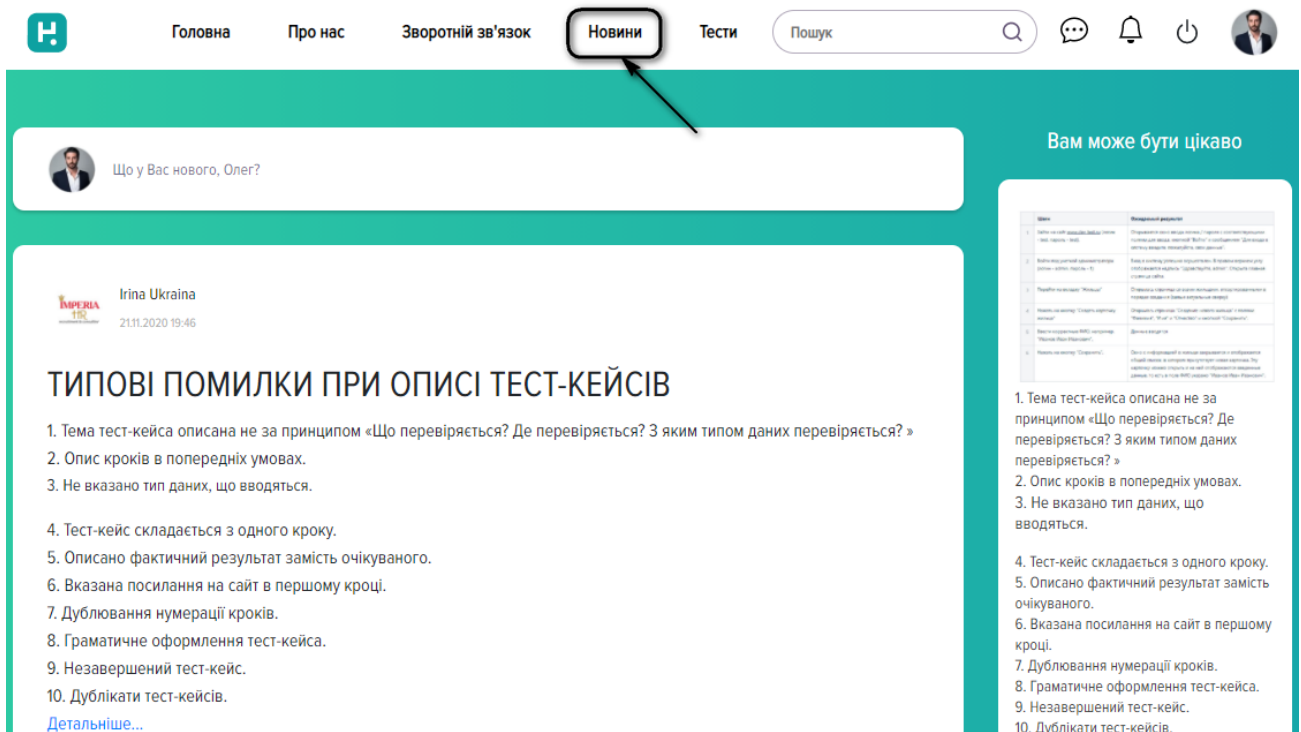 H.
Головна
Про нас
Зворотній зв'язок
Новини
Тести
Пошук
Що у Вас нового, Олег?
IMPERIA
HR
Irina Ukraina
21.11.2020 19:46
ТИПОВІ ПОМИЛКИ ПРИ ОПИСІ ТЕСТ-КЕЙСІВ
1. Тема тест-кейса описана не за принципом «Що перевіряється? Де перевіряється? З яким типом даних перевіряється? »
2. Опис кроків в попередніх умовах.
3. Не вказано тип даних, що вводяться.
4. Тест-кейс складається з одного кроку.
5. Описано фактичний результат замість очікуваного.
6. Вказана посилання на сайт в першому кроці.
7. Дублювання нумерації кроків.
8. Граматичне оформлення тест-кейса.
9. Незавершений тест-кейс.
10. Дублікати тест-кейсів.
Детальніше...
Вам може бути цікаво
1. Тема тест-кейса описана не за
принципом «Що перевіряється? Де
перевіряється? З яким типом даних
перевіряється? »
2. Опис кроків в попередніх умовах.
3. Не вказано тип даних, що
вводяться.
4. Тест-кейс складається з одного кроку.
5. Описано фактичний результат замість
очікуваного.
6. Вказана посилання на сайт в першому
кроці.
7. Дублювання нумерації кроків.
8. Граматичне оформлення тест-кейса.
9. Незавершений тест-кейс.
10. Дублікати тест-кейсів.